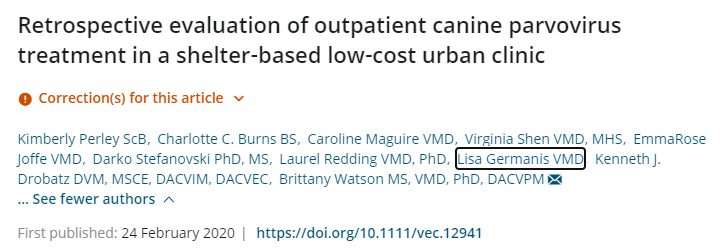 Retrospective evaluation of outpatient canine parvovirus
treatment in a shelter-based low-cost urban clinic
Correction(s) for this article
Kimberly Perley ScB, Charlotte C. Burns BS, Caroline Maguire VMD, Virginia Shen VMD, MHS, EmmaRose
Joffe VMD, Darko Stefanovski PhD, MS, Laurel Redding VMD, PhD, Lisa Germanis VMD Kenneth J.
Drobatz DVM, MSCE, DACVIM, DACVEC, Brittany Watson MS, VMD, PhD, DACVPM
... See fewer authors
First published: 24 February 2020 | https://doi.org/10.1111/vec.12941